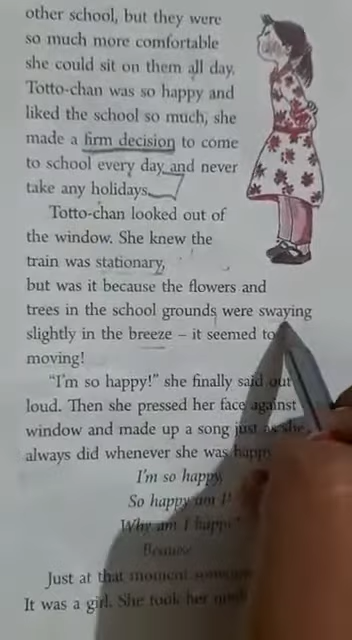 other school, but they were
so much more comfortable
she could sit on them all day.
Totto-chan was so happy and
liked the school so much, she
made a firm decision to come
to school every day and never
take any holidays.
Totto-chan looked out of
the window. She knew the
train was stationary,
but was it because the flowers and
trees in the school grounds were swaying
slightly in the breeze – it seemed to
moving!
"I'm so happy!" she finally said out
loud. Then she pressed her face against
window and made up a song just as she
always did whenever she was happy
I'm so happy,
So happy am I!
Why am I happy?
Because
Just at that moment someone
It was a girl. She took her